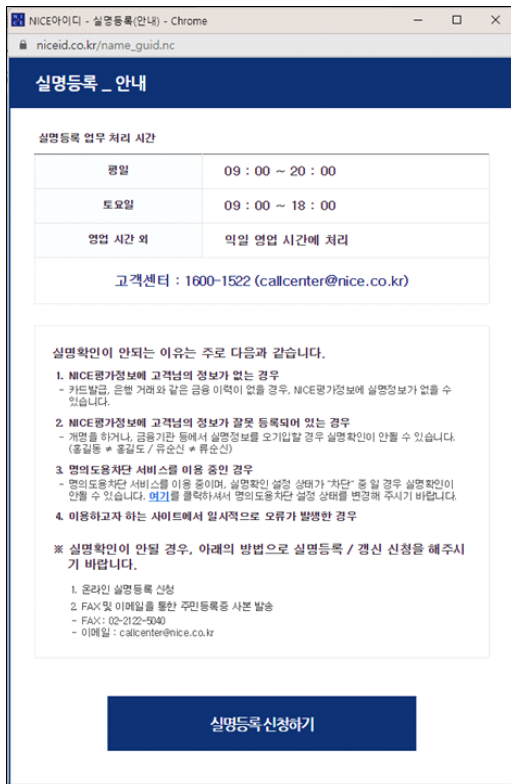 NICE아이디 - 실명등록(안내) - Chrome
niceid.co.kr/name_guid.nc
실명등록 _ 안내
실명등록 업무 처리 시간
평일 09 : 00 ~ 20 : 00
토요일 09 : 00 ~ 18 : 00
영업 시간 외 익일 영업 시간에 처리
고객센터 : 1600-1522 (callcenter@nice.co.kr)
실명확인이 안되는 이유는 주로 다음과 같습니다.
1. NICE평가정보에 고객님의 정보가 없는 경우
- 카드발급, 은행 거래와 같은 금융 이력이 없을 경우, NICE평가정보에 실명정보가 없을 수
있습니다.
2. NICE평가정보에 고객님의 정보가 잘못 등록되어 있는 경우
- 개명을 하거나, 금융기관 등에서 실명정보를 오기입할 경우 실명확인이 안될 수 있습니다.
(홍길동 ≠ 홍길도 / 유순신 ≠ 류순신)
3. 명의도용차단 서비스를 이용 중인 경우
- 명의도용차단 서비스를 이용 중이며, 실명확인 설정 상태가 "차단" 중 일 경우 실명확인이
안될 수 있습니다. 여기를 클릭하셔서 명의도용차단 설정 상태를 변경해 주시기 바랍니다.
4. 이용하고자 하는 사이트에서 일시적으로 오류가 발생한 경우
※ 실명확인이 안될 경우, 아래의 방법으로 실명등록 / 갱신 신청을 해주시
기 바랍니다.
1. 온라인 실명등록 신청
2. FAX 및 이메일을 통한 주민등록증 사본 발송
- FAX : 02-2122-5040
- 이메일 : callcenter@nice.co.kr
실명등록 신청하기